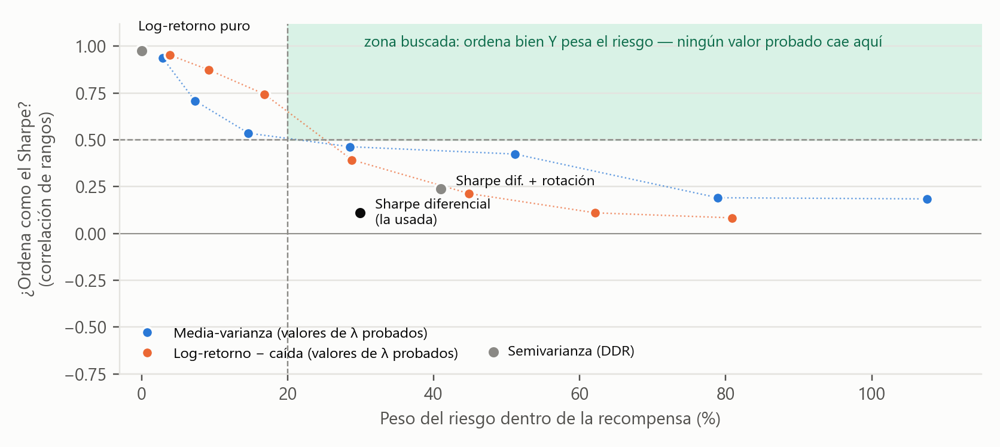 Log-retorno puro
zona buscada: ordena bien Y pesa el riesgo — ningún valor probado cae aquí
¿Ordena como el Sharpe?
(correlación de rangos)
1.00
0.75
0.50
0.25
0.00
−0.25
−0.50
−0.75
Sharpe dif. + rotación
Sharpe diferencial
(la usada)
Media-varianza (valores de λ probados)
Log-retorno − caída (valores de λ probados)
Semivarianza (DDR)
0 20 40 60 80 100
Peso del riesgo dentro de la recompensa (%)